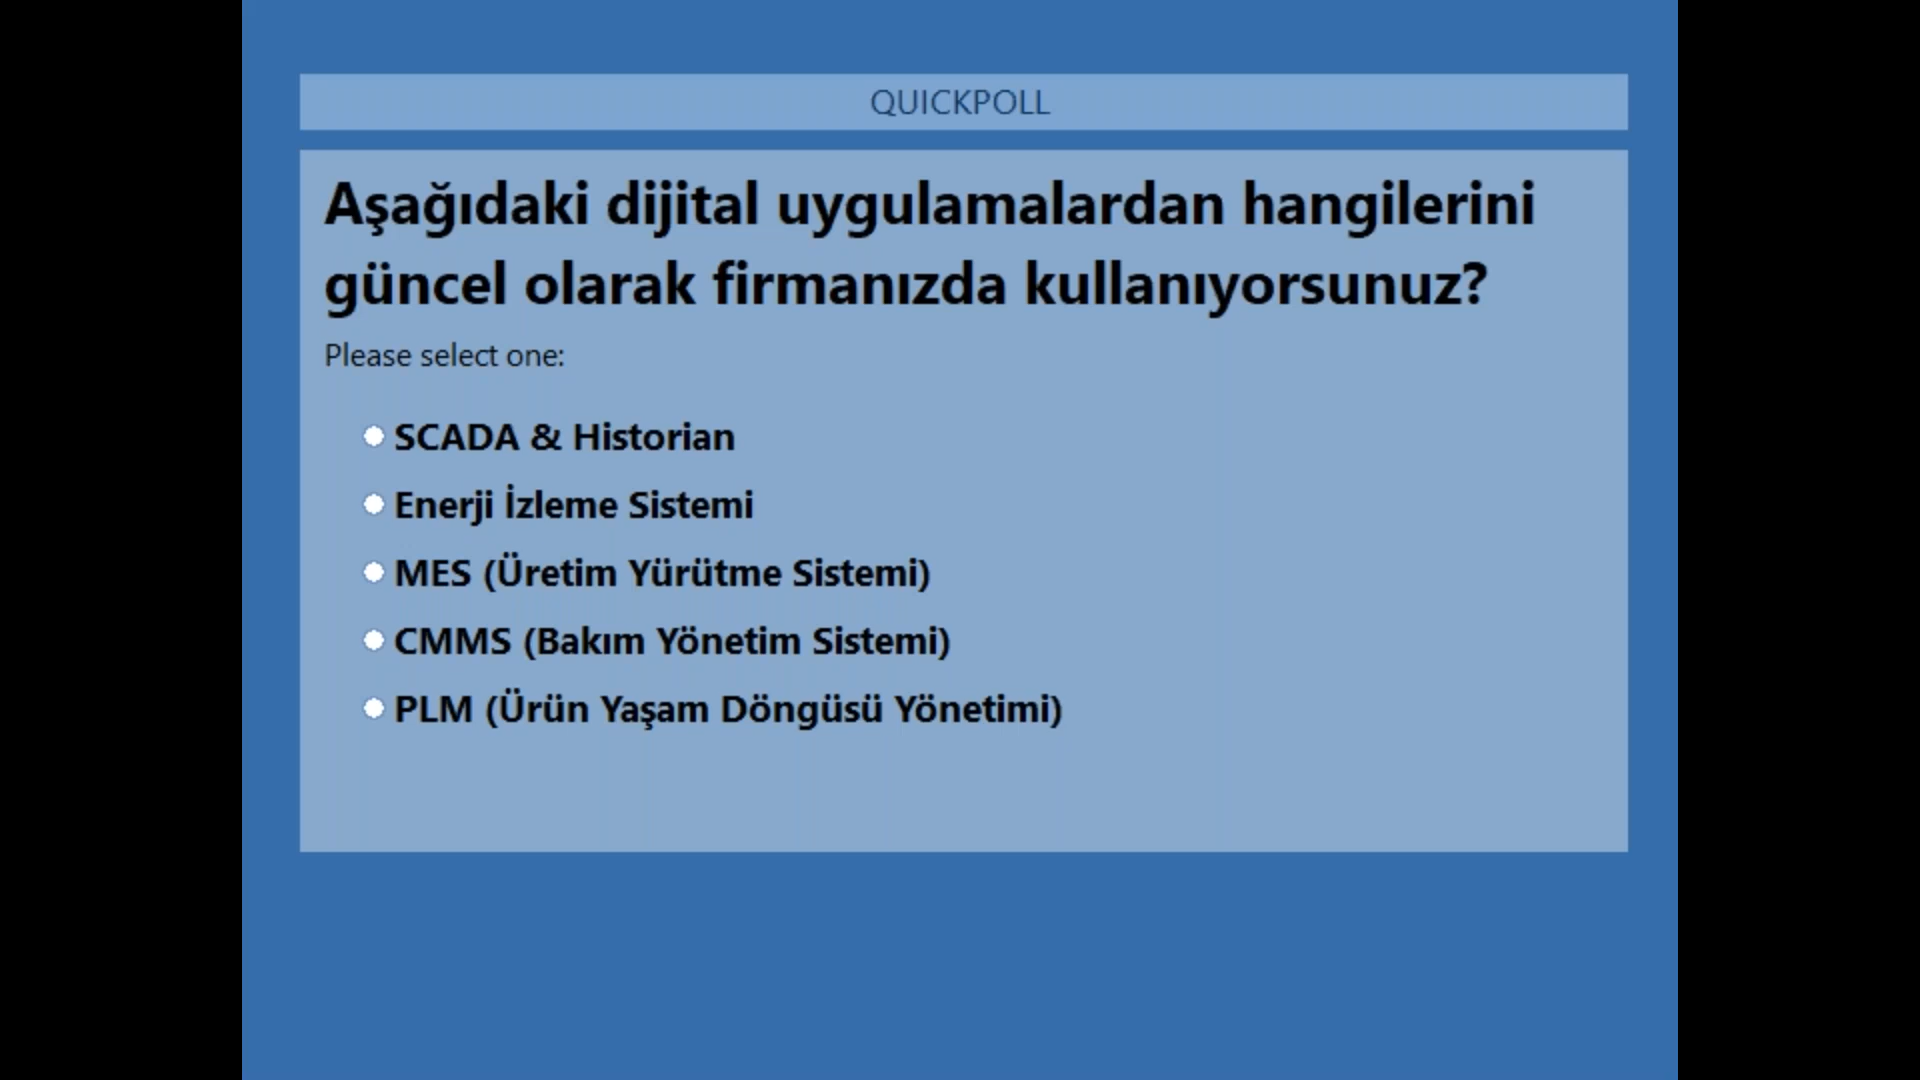 QUICKPOLL
Aşağıdaki dijital uygulamalardan hangilerini
güncel olarak firmanızda kullanıyorsunuz?
Please select one:
SCADA & Historian
Enerji İzleme Sistemi
MES (Üretim Yürütme Sistemi)
CMMS (Bakım Yönetim Sistemi)
PLM (Ürün Yaşam Döngüsü Yönetimi)